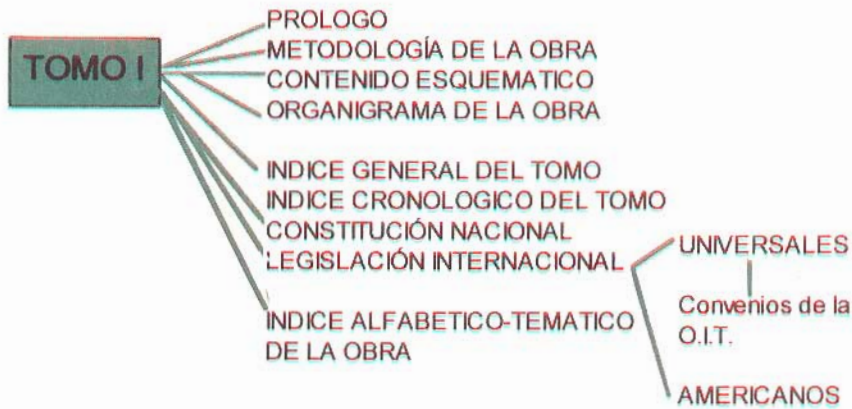 TOMO I
PROLOGO
METODOLOGÍA DE LA OBRA
CONTENIDO ESQUEMATICO
ORGANIGRAMA DE LA OBRA
INDICE GENERAL DEL TOMO
INDICE CRONOLOGICO DEL TOMO
CONSTITUCIÓN NACIONAL
LEGISLACIÓN INTERNACIONAL
INDICE ALFABETICO-TEMATICO
DE LA OBRA
UNIVERSALES
Convenios de la
O.I.T.
AMERICANOS